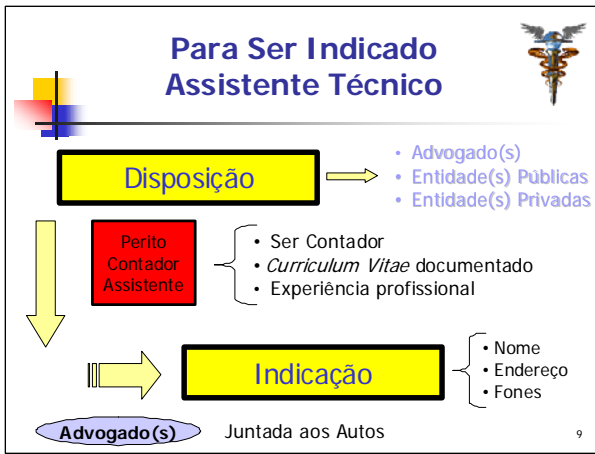 Para Ser Indicado
Assistente Técnico
Disposição
• Advogado(s)
• Entidade(s) Públicas
• Entidade(s) Privadas
Perito
Contador
Assistente
• Ser Contador
• Curriculum Vitae documentado
• Experiência profissional
Indicação
• Nome
• Endereço
• Fones
Advogado(s)
Juntada aos Autos
9